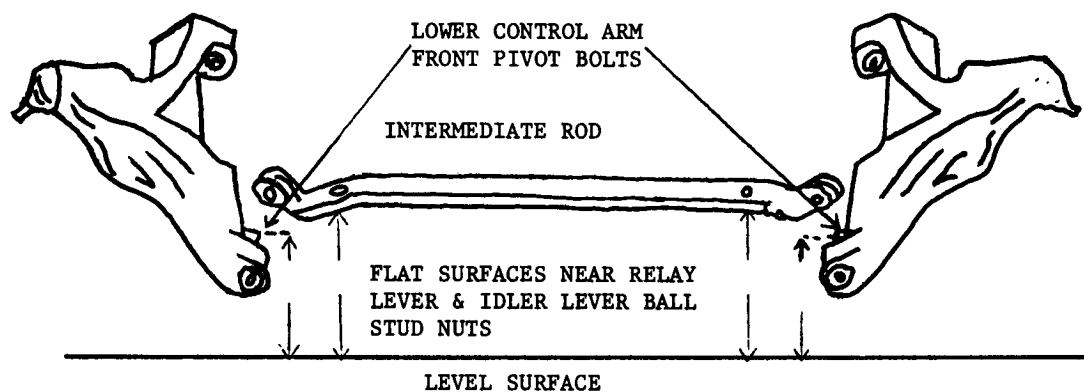 LOWER CONTROL ARM
FRONT PIVOT BOLTS
INTERMEDIATE ROD
FLAT SURFACES NEAR RELAY
LEVER & IDLER LEVER BALL
STUD NUTS
LEVEL SURFACE